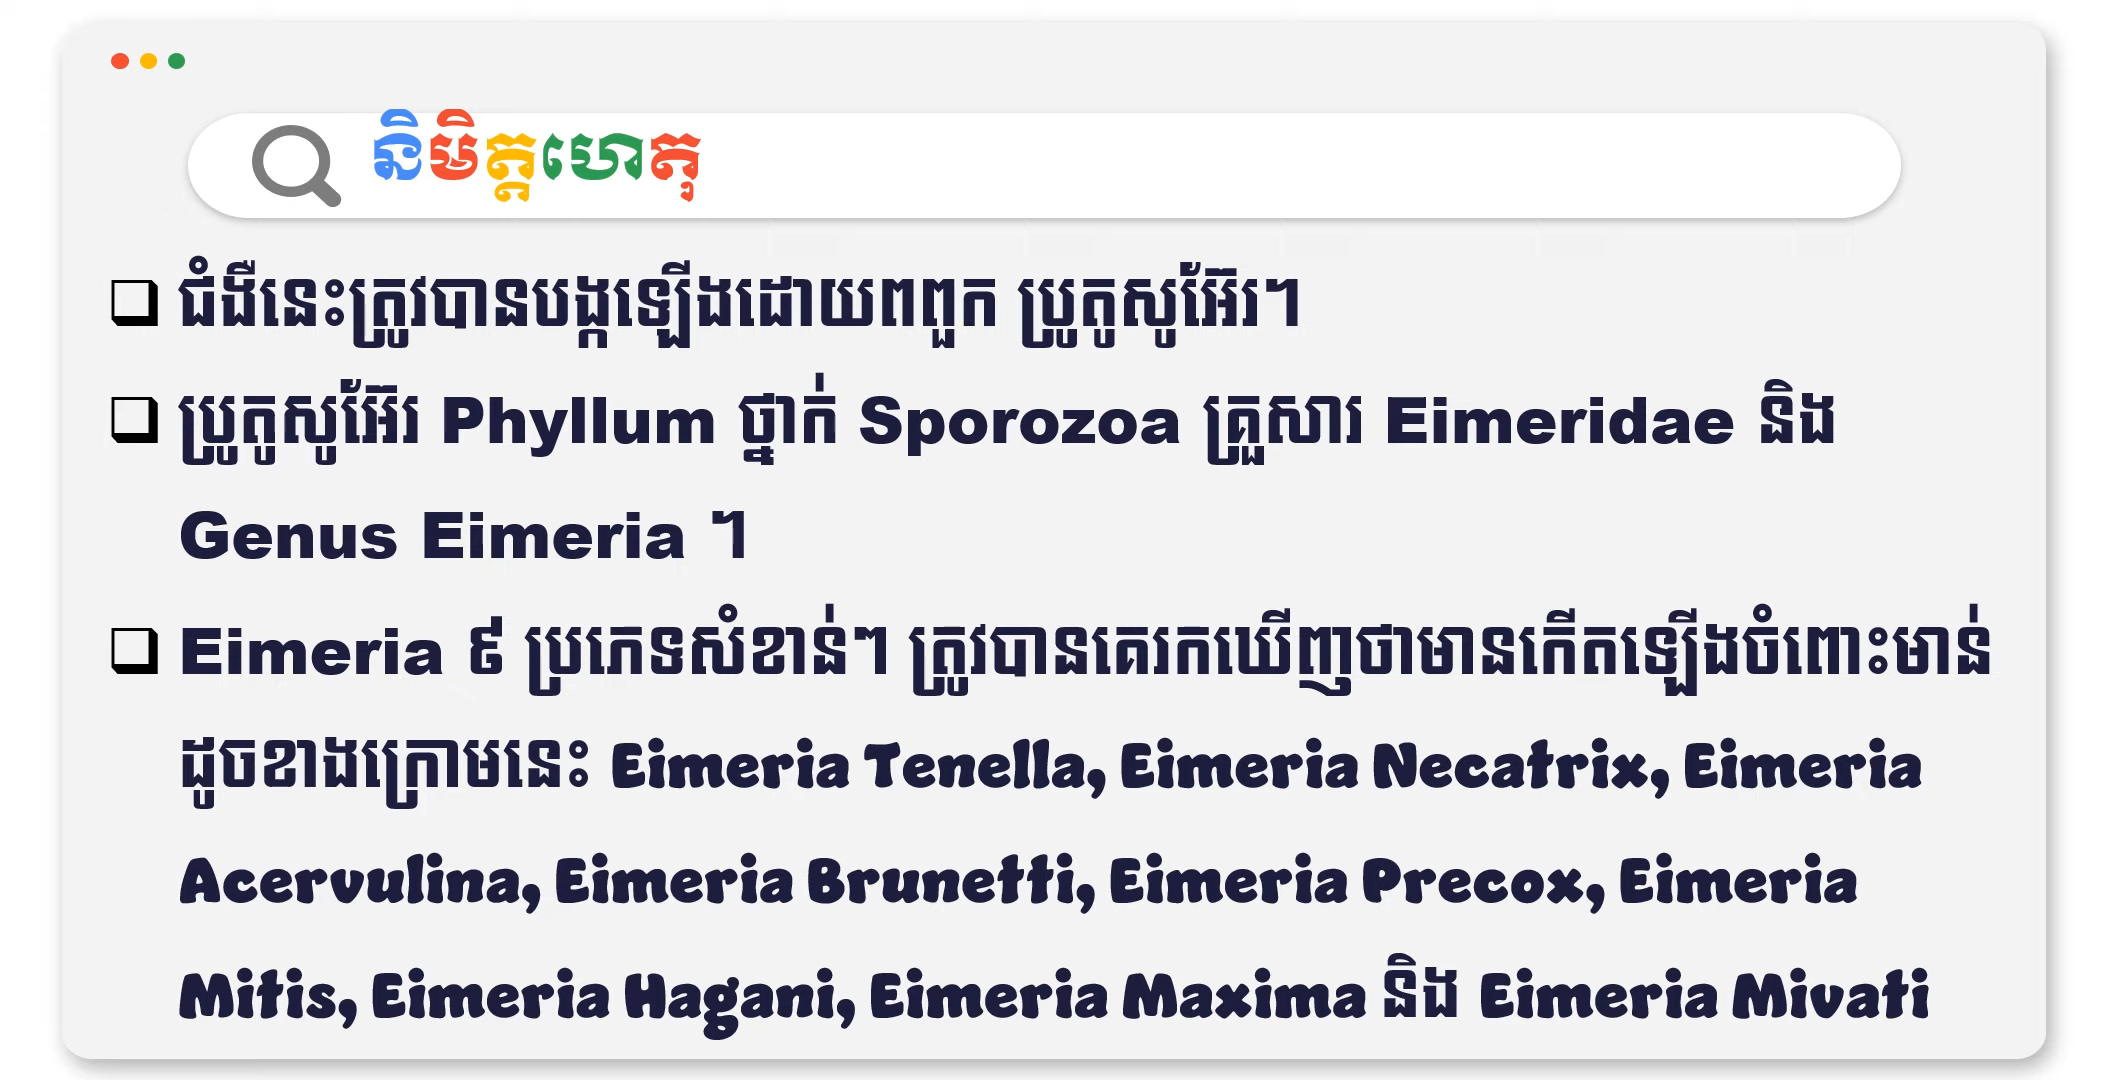 និមិត្តហេតុ
ជំងឺនេះត្រូវបានបង្កឡើងដោយពពួក ប្រូតូសូអ៊ែរ។
ប្រូតូសូអ៊ែរ Phyllum ថ្នាក់ Sporozoa គ្រួសារ Eimeridae និង
Genus Eimeria ។
Eimeria ៩ ប្រភេទសំខាន់ៗ ត្រូវបានគេរកឃើញថាមានកើតឡើងចំពោះមាន់
ដូចខាងក្រោមនេះ Eimeria Tenella, Eimeria Necatrix, Eimeria
Acervulina, Eimeria Brunetti, Eimeria Precox, Eimeria
Mitis, Eimeria Hagani, Eimeria Maxima និង Eimeria Mivati